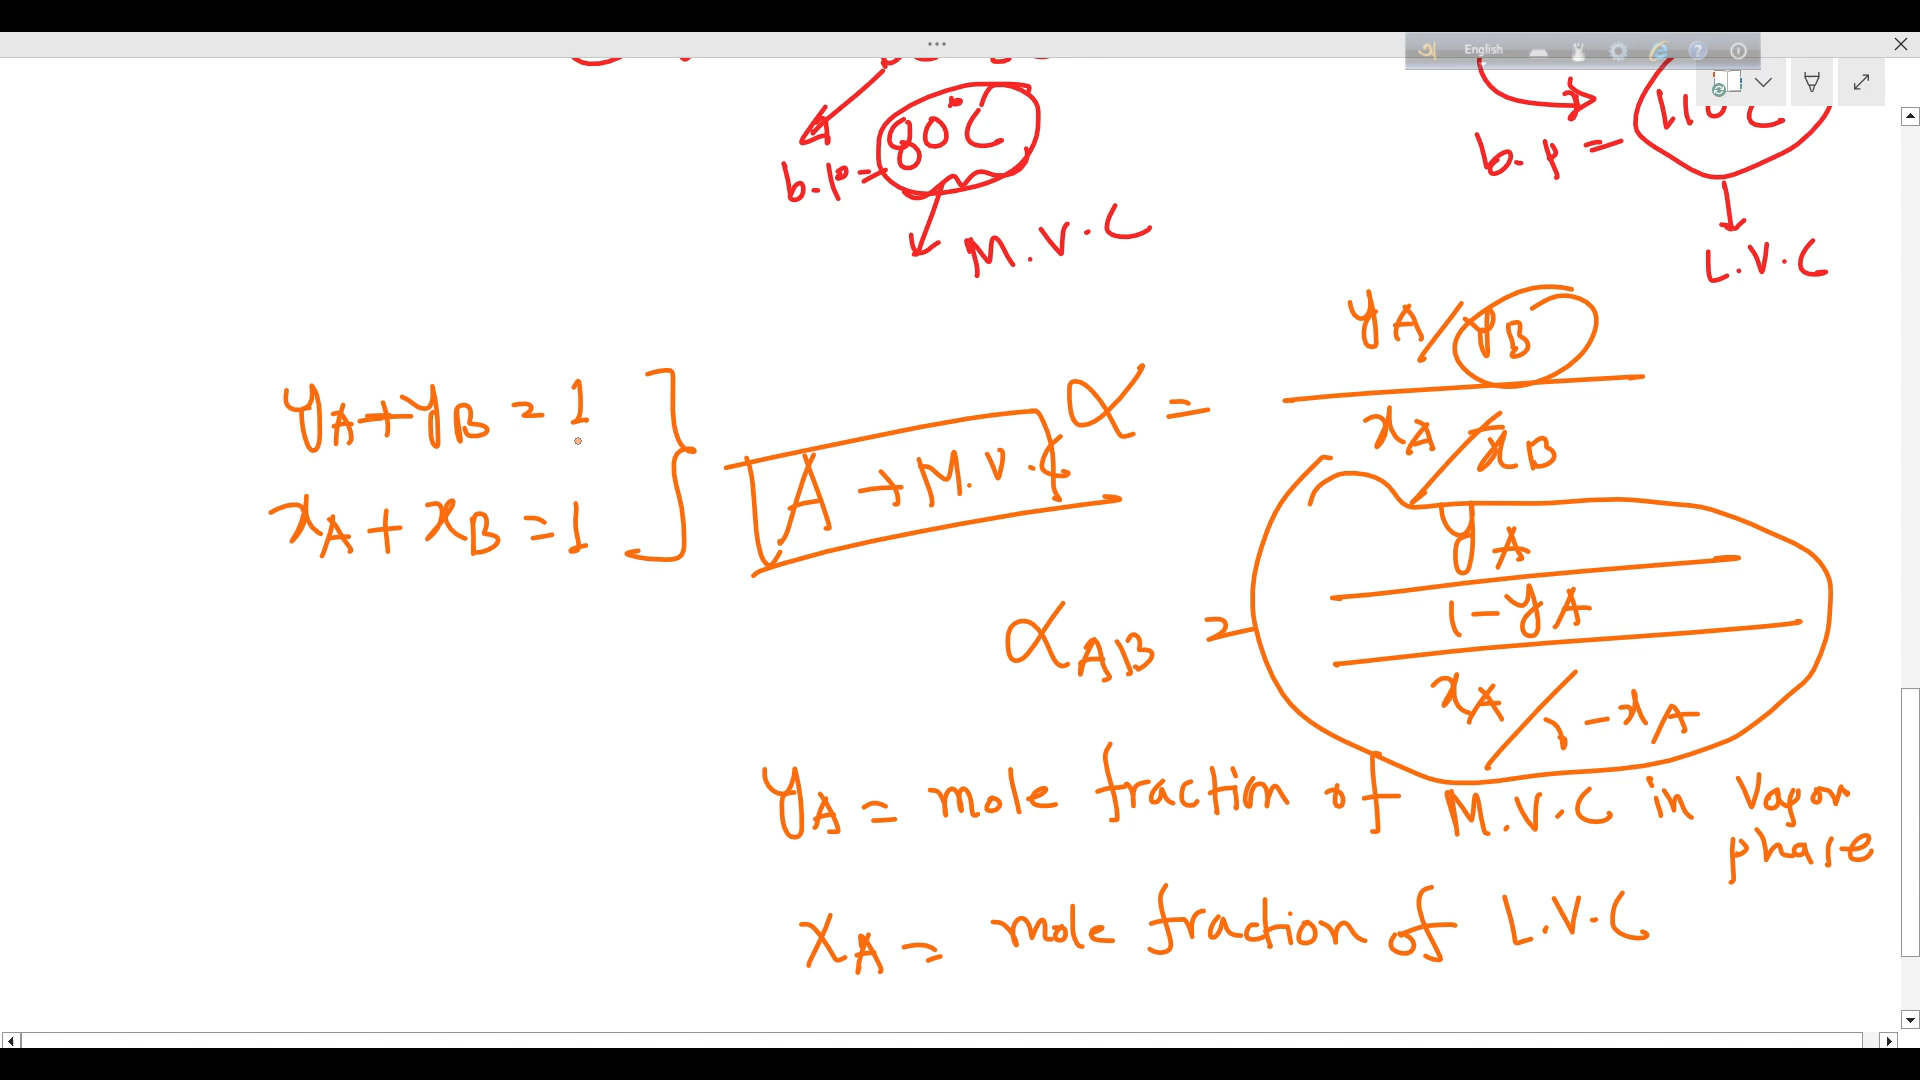 English
b.p = 80°C
M.V.C
b.p = 110°C
L.V.C
yA + yB = 1
xA + xB = 1
A → M.V.C
α = yA/yB / xA/xB
αAB = yA / 1-yA / xA / 1-xA
yA = mole fraction of M.V.C in Vapor
phase
xA = mole fraction of L.V.C